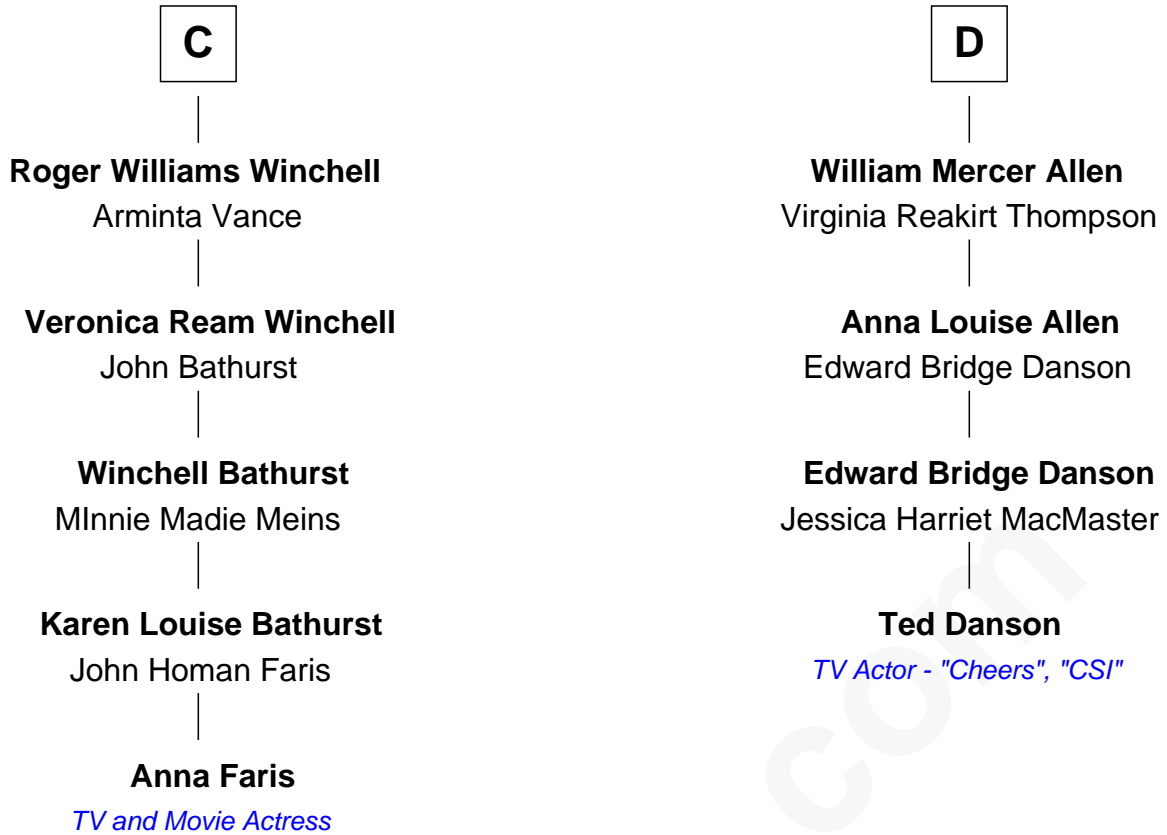 C
Roger Williams Winchell
Arminta Vance
Veronica Ream Winchell
John Bathurst
Winchell Bathurst
MInnie Madie Meins
Karen Louise Bathurst
John Homan Faris
Anna Faris
TV and Movie Actress
D
William Mercer Allen
Virginia Reakirt Thompson
Anna Louise Allen
Edward Bridge Danson
Edward Bridge Danson
Jessica Harriet MacMaster
Ted Danson
TV Actor - "Cheers", "CSI"
com